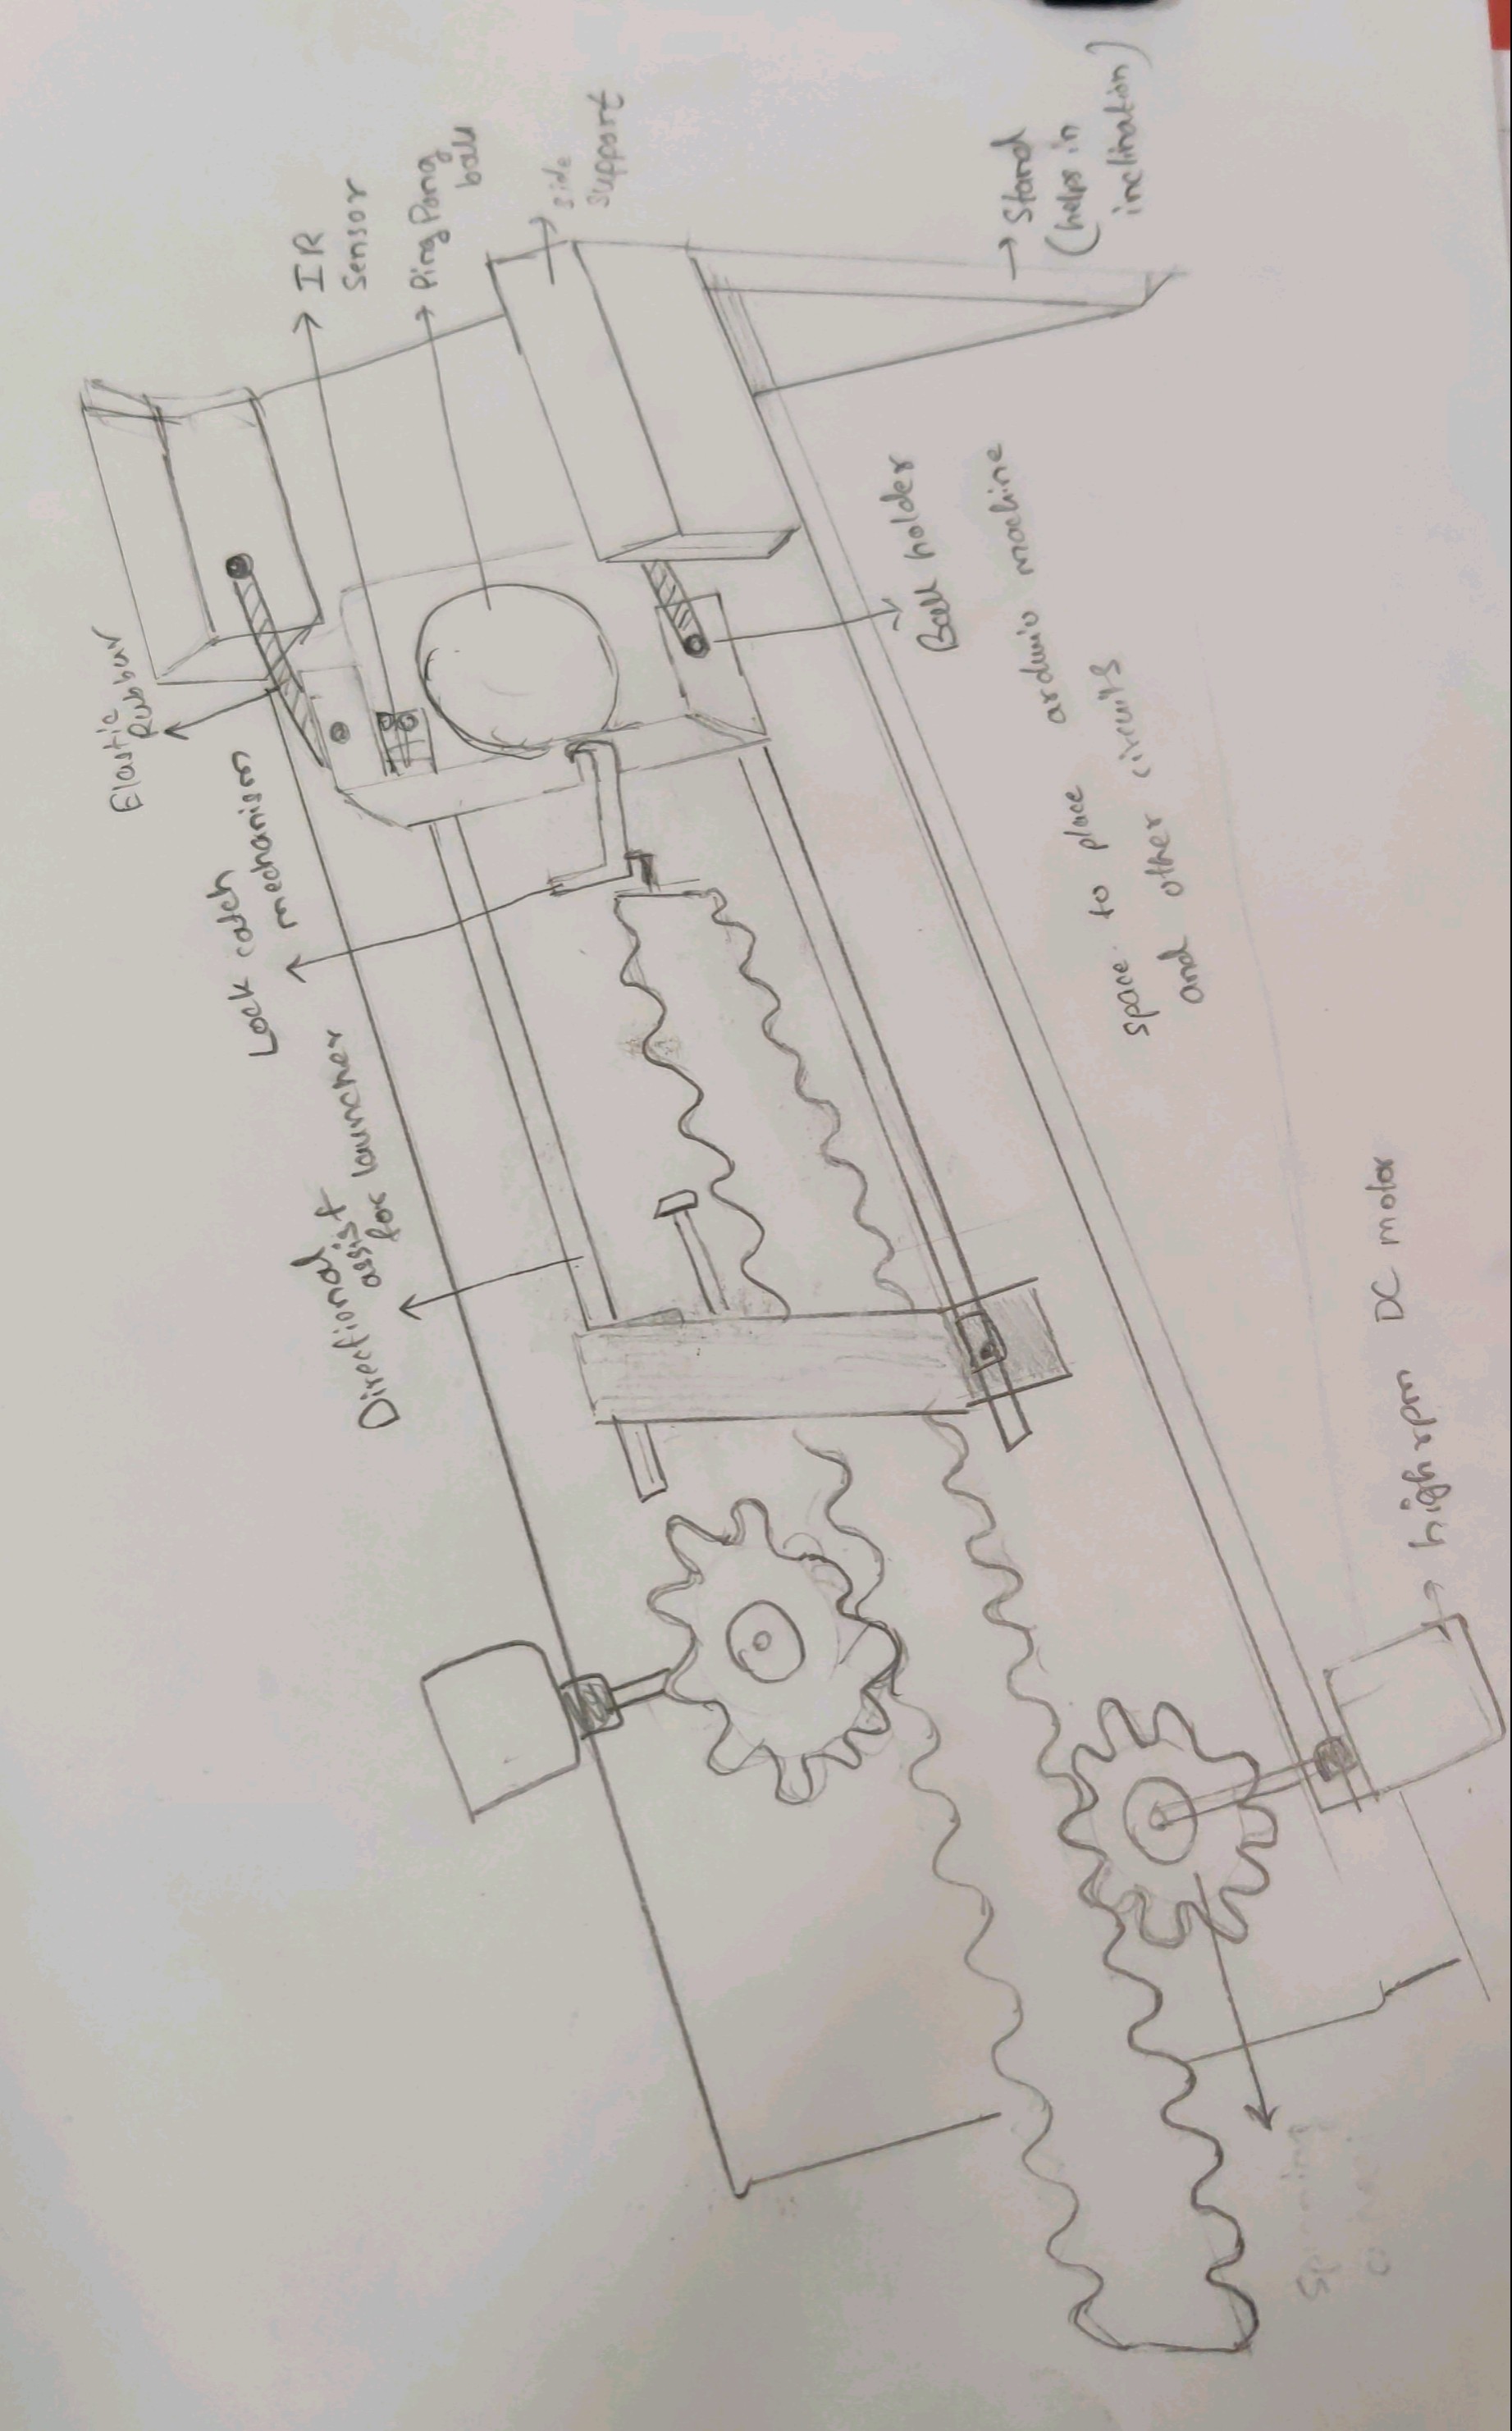 IR
Sensor
Ping Pong
ball
side
support
Stand
(helps in
inclination)
Elastic
Rubbar
Lock catch
mechanism
Directional
assist
for launcher
Ball holder
space to place arduino machine
and other circuits
high rpm DC motor